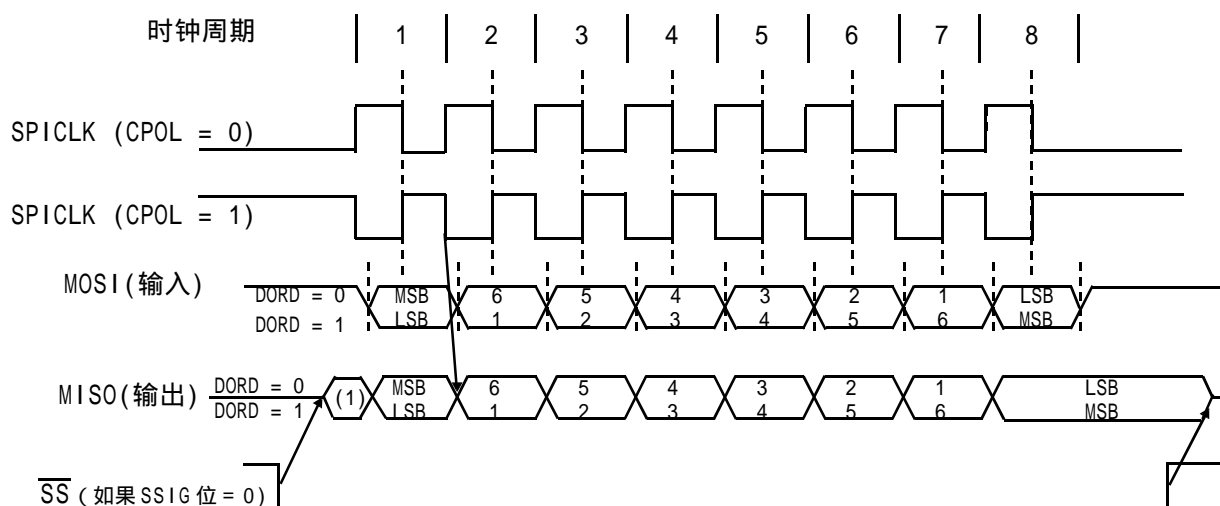 时钟周期 1 2 3 4 5 6 7 8
SPICLK (CPOL = 0)
SPICLK (CPOL = 1)
MOSI(输入)
DORD = 0 MSB 6 5 4 3 2 1 LSB
DORD = 1 LSB 1 2 3 4 5 6 MSB
MISO(输出)
DORD = 0 MSB 6 5 4 3 2 1 LSB
DORD = 1 (1) LSB 1 2 3 4 5 6 MSB
SS (如果SSIG位=0)